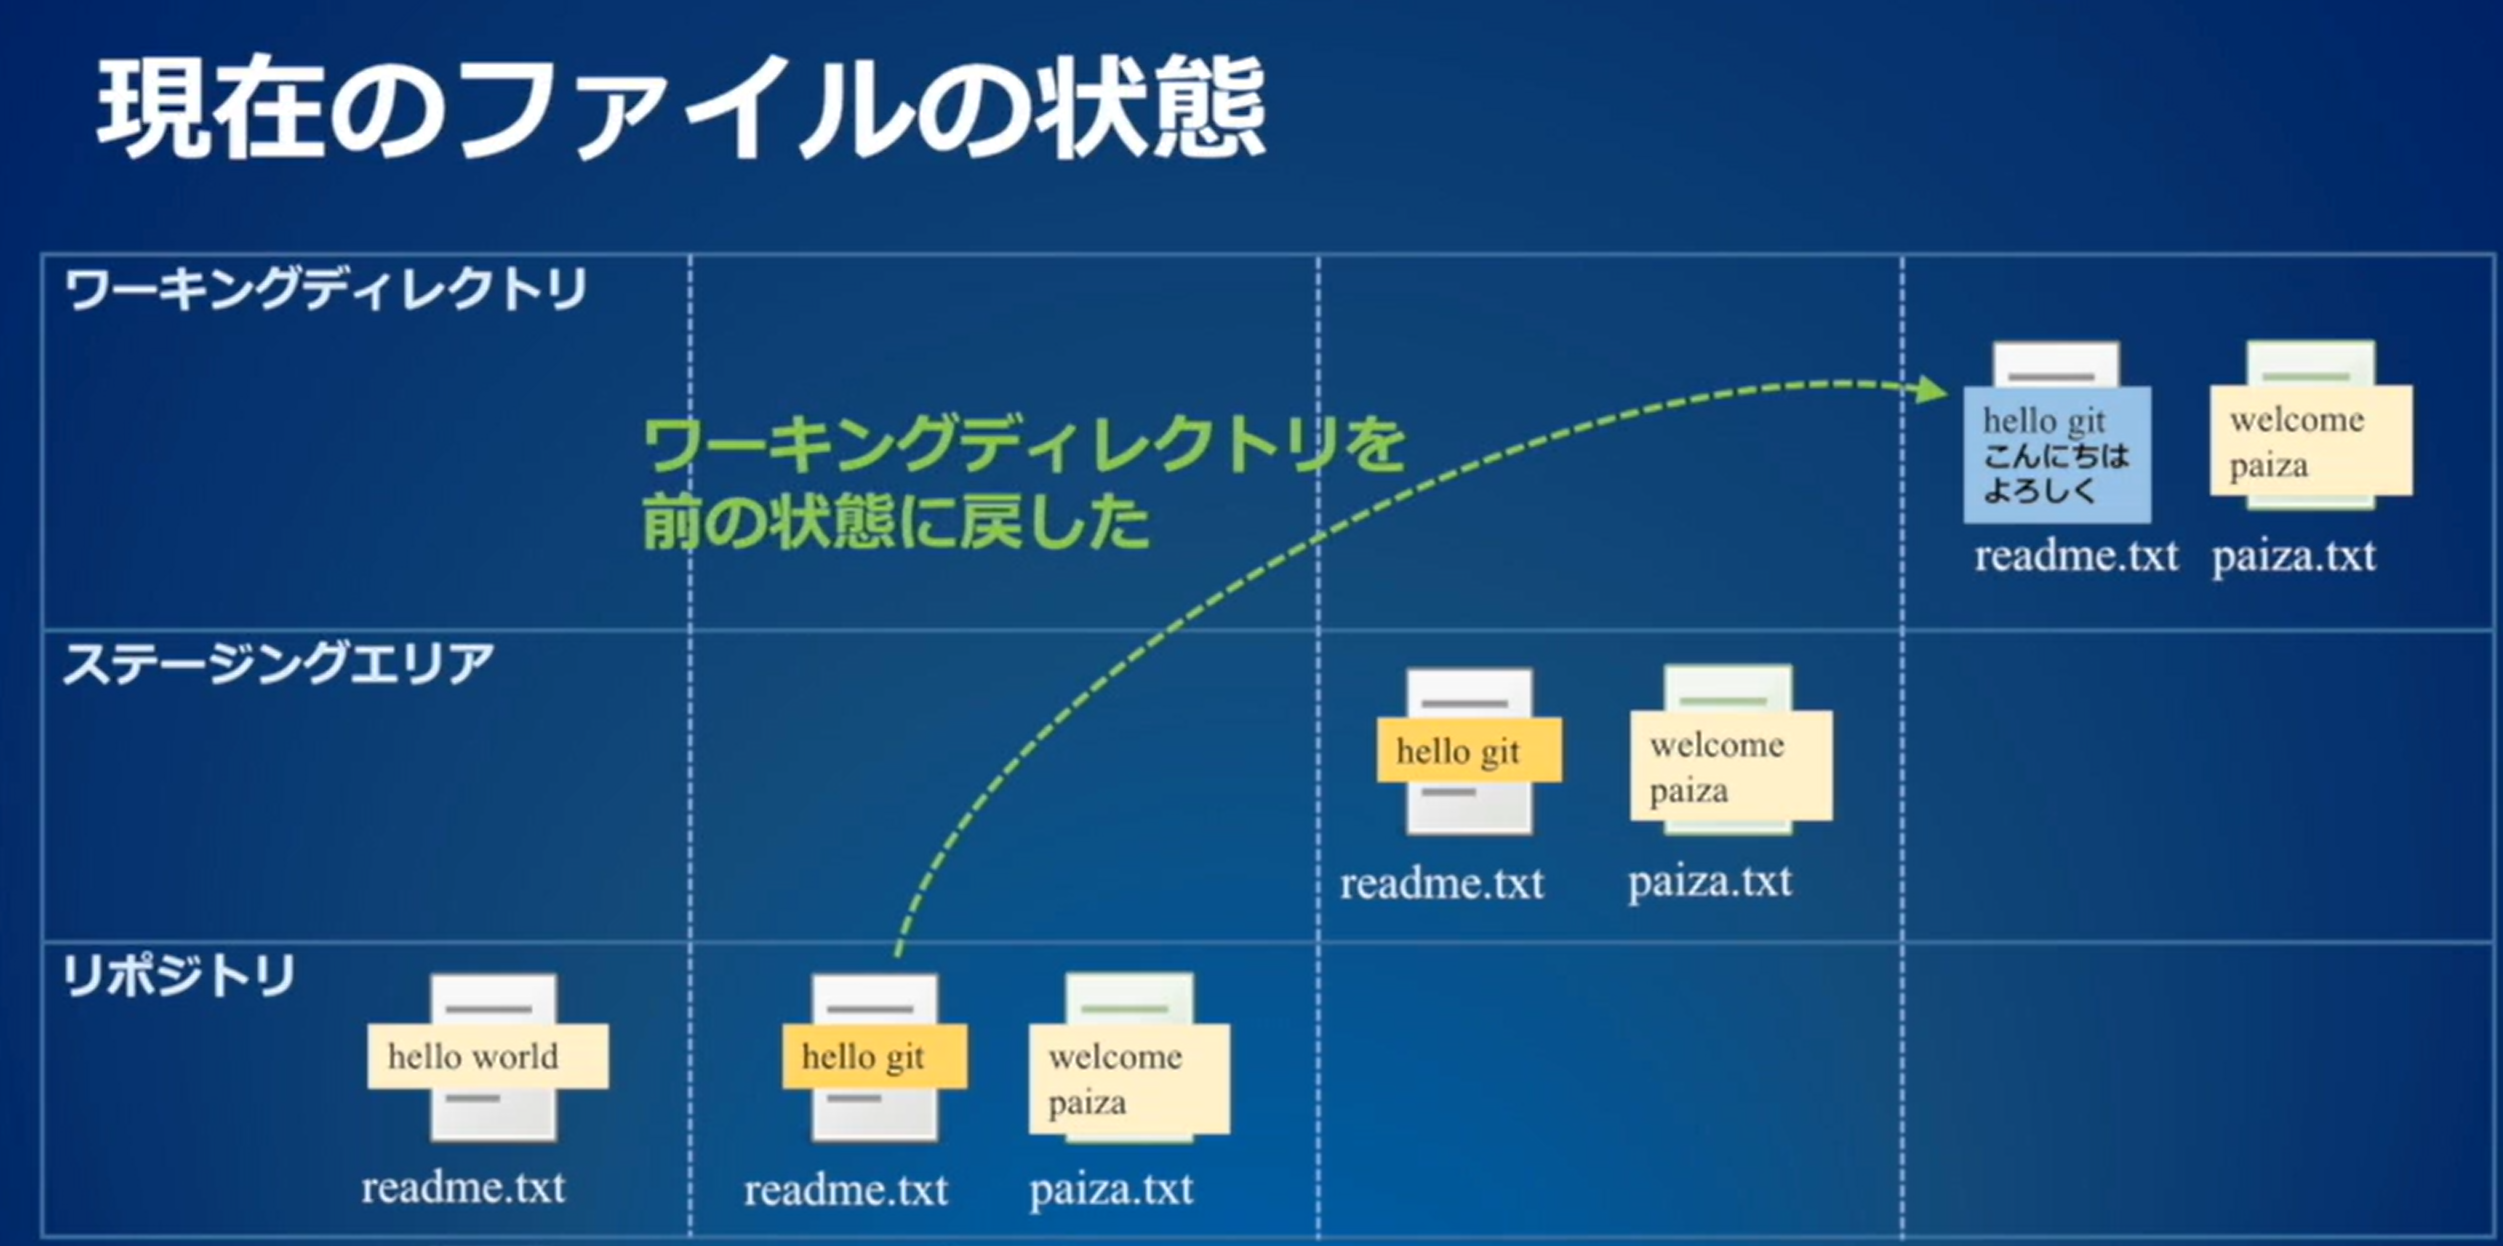 現在のファイルの状態
ワーキングディレクトリ
ワーキングディレクトリを
前の状態に戻した
hello git
こんにちは
よろしく
readme.txt
welcome
paiza
paiza.txt
ステージングエリア
hello git
readme.txt
welcome
paiza
paiza.txt
リポジトリ
hello world
readme.txt
hello git
readme.txt
welcome
paiza
paiza.txt